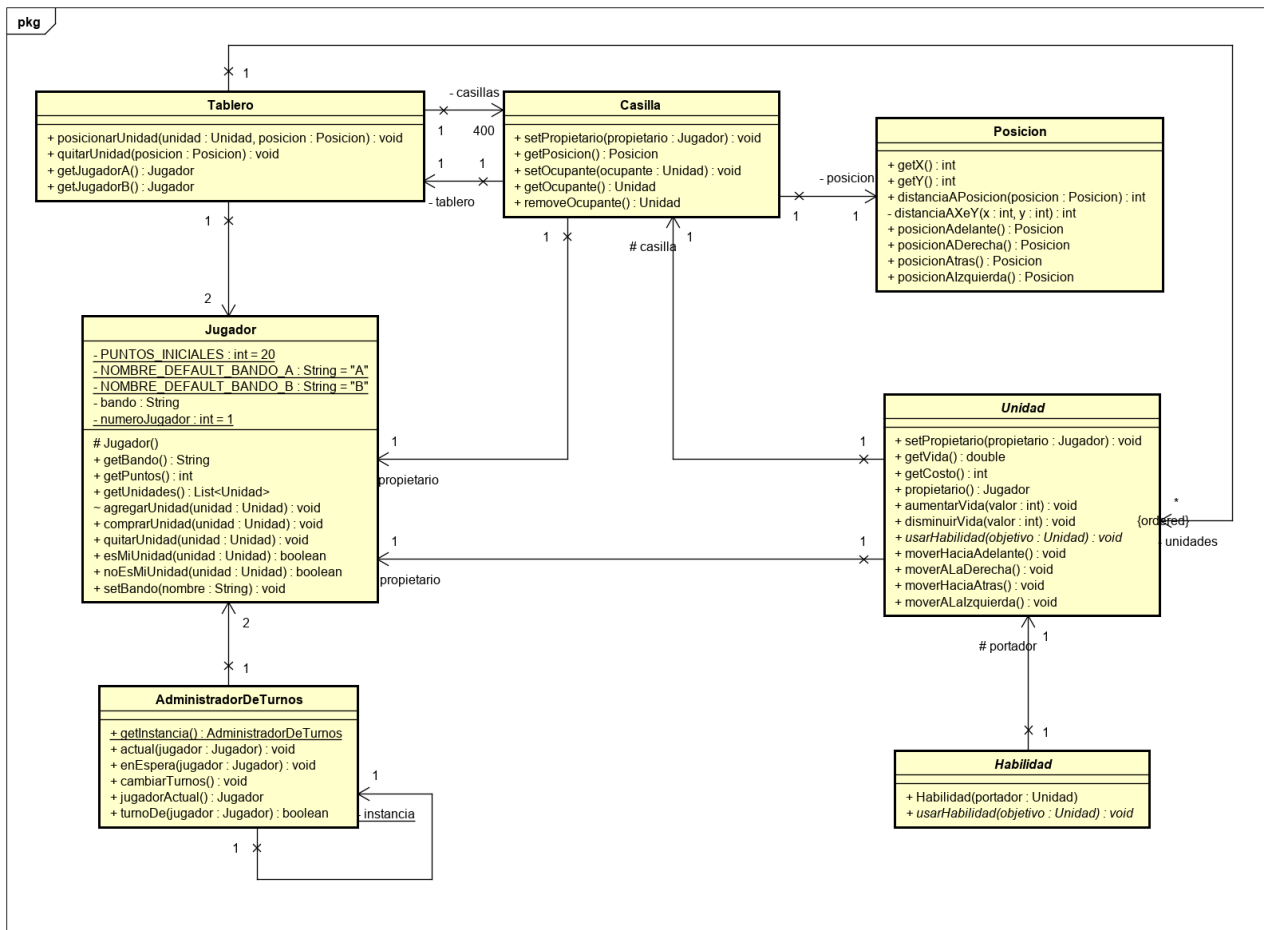 pkg
1
Tablero
+ posicionarUnidad(unidad : Unidad, posicion : Posicion) : void
+ quitarUnidad(posicion : Posicion) : void
+ getJugadorA() : Jugador
+ getJugadorB() : Jugador
- casillas
1
400
1
1
- tablero
Casilla
+ setPropietario(propietario : Jugador) : void
+ getPosicion() : Posicion
+ setOcupante(ocupante : Unidad) : void
+ getOcupante() : Unidad
+ removeOcupante() : Unidad
- posicion
1
1
Posicion
+ getX() : int
+ getY() : int
+ distanciaAPosicion(posicion : Posicion) : int
- distanciaAXeY(x : int, y : int) : int
+ posicionAdelante() : Posicion
+ posicionADerecha() : Posicion
+ posicionAtras() : Posicion
+ posicionAIzquierda() : Posicion
1
2
1
# casilla
1
Jugador
- PUNTOS_INICIALES : int = 20
- NOMBRE_DEFAULT_BANDO_A : String = "A"
- NOMBRE_DEFAULT_BANDO_B : String = "B"
- bando : String
- numeroJugador : int = 1
# Jugador()
+ getBando() : String
+ getPuntos() : int
+ getUnidades() : List<Unidad>
~ agregarUnidad(unidad : Unidad) : void
+ comprarUnidad(unidad : Unidad) : void
+ quitarUnidad(unidad : Unidad) : void
+ esMiUnidad(unidad : Unidad) : boolean
+ noEsMiUnidad(unidad : Unidad) : boolean
+ setBando(nombre : String) : void
1
propietario
1
propietario
1
1
Unidad
+ setPropietario(propietario : Jugador) : void
+ getVida() : double
+ getCosto() : int
+ propietario() : Jugador
+ aumentarVida(valor : int) : void
+ disminuirVida(valor : int) : void
+ usarHabilidad(objetivo : Unidad) : void
+ moverHaciaAdelante() : void
+ moverALaDerecha() : void
+ moverHaciaAtras() : void
+ moverALaIzquierda() : void
*
{ordered}
- unidades
2
1
# portador
1
1
AdministradorDeTurnos
+ getInstancia() : AdministradorDeTurnos
+ actual(jugador : Jugador) : void
+ enEspera(jugador : Jugador) : void
+ cambiarTurnos() : void
+ jugadorActual() : Jugador
+ turnoDe(jugador : Jugador) : boolean
1
- instancia
1
Habilidad
+ Habilidad(portador : Unidad)
+ usarHabilidad(objetivo : Unidad) : void